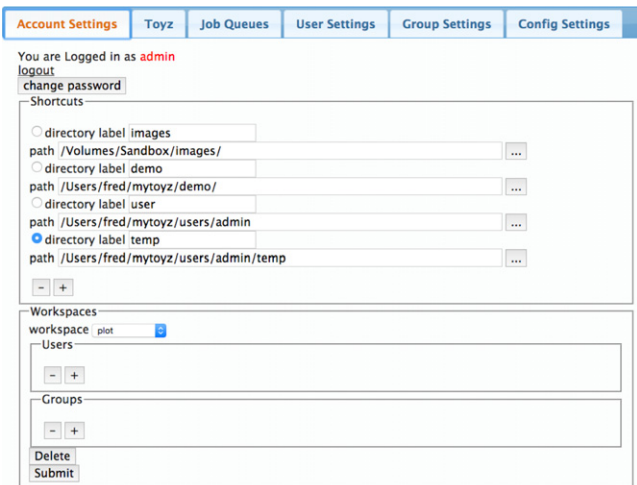 Account Settings Toyz Job Queues User Settings Group Settings Config Settings
You are Logged in as admin
logout
change password
Shortcuts
directory label images
path /Volumes/Sandbox/images/ ...
directory label demo
path /Users/fred/mytoyz/demo/ ...
directory label user
path /Users/fred/mytoyz/users/admin ...
directory label temp
path /Users/fred/mytoyz/users/admin/temp ...
- +
Workspaces
workspace plot
Users
- +
Groups
- +
Delete
Submit